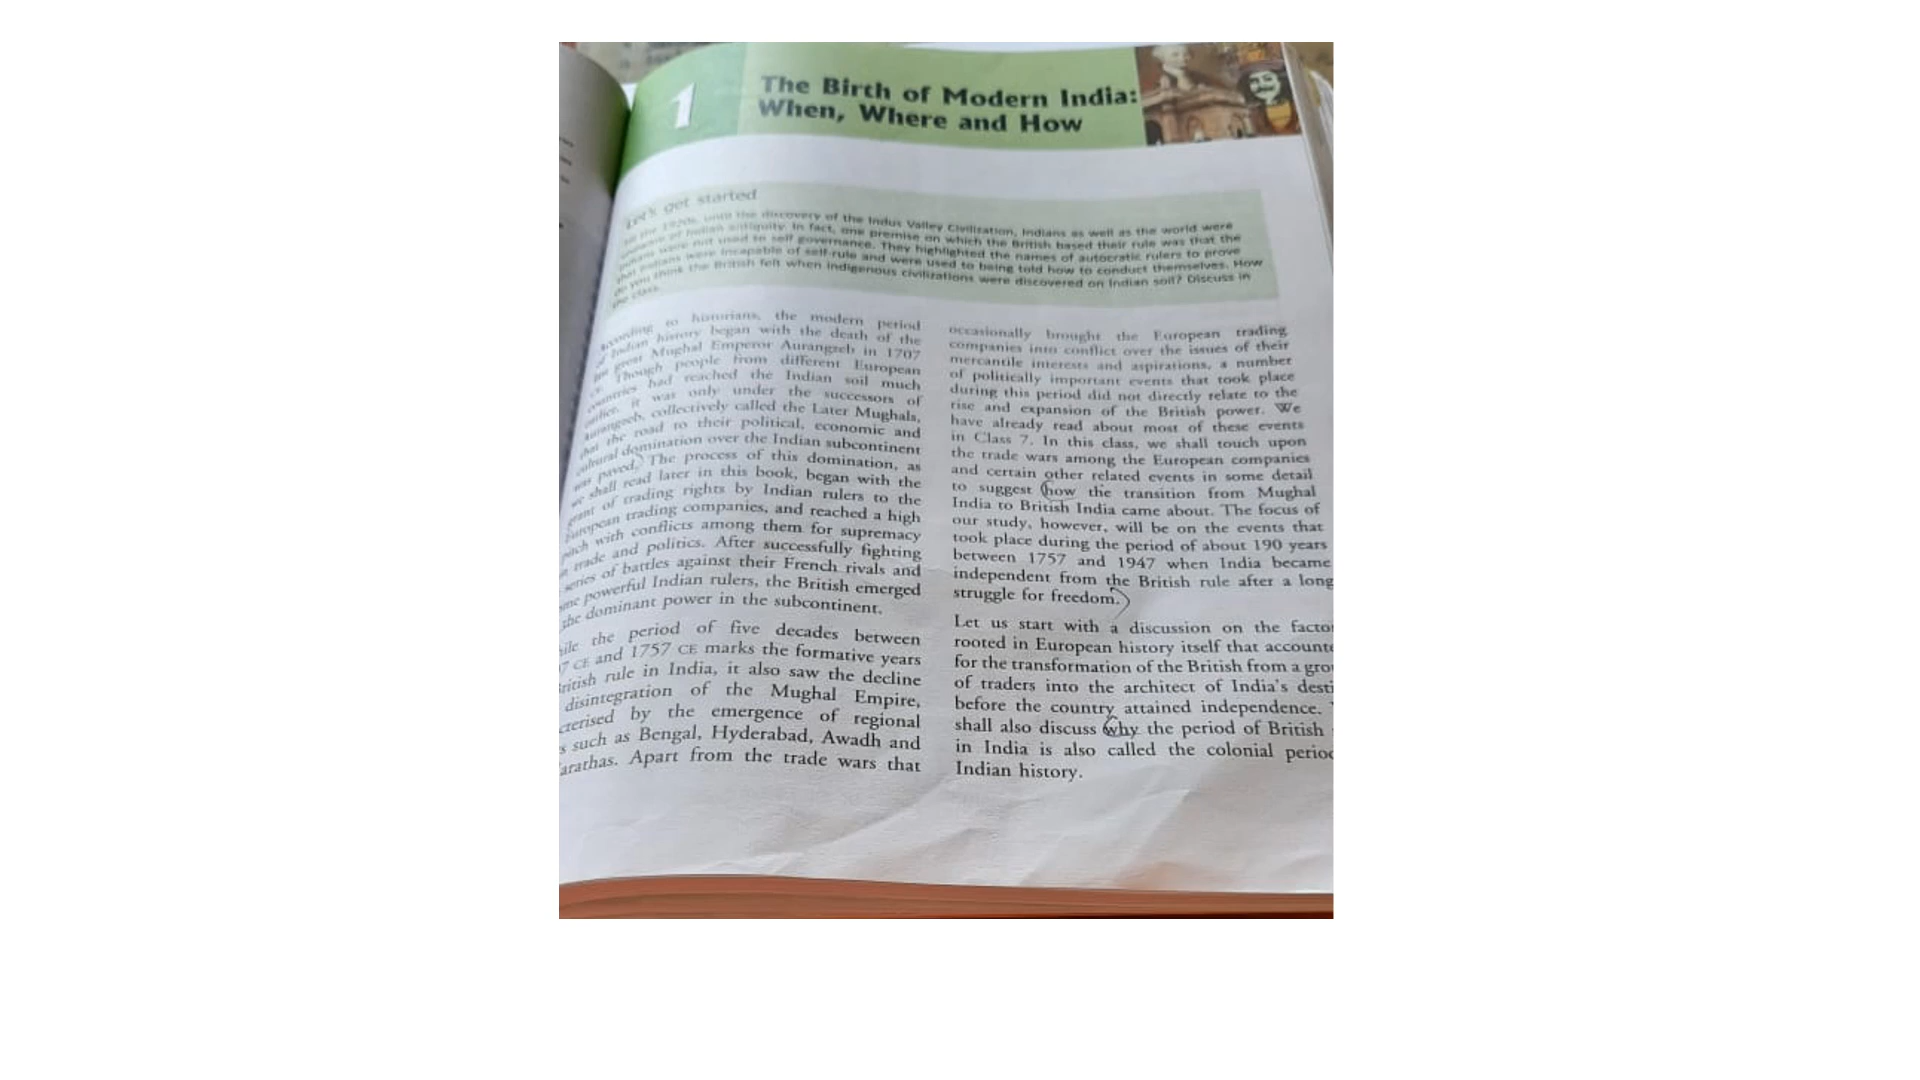 1
The Birth of Modern India:
When, Where and How
Let's get started
the 1920s, until the discovery of the Indus Valley Civilization, Indians as well as the world were
of Indian antiquity. In fact, one premise on which the British based their rule was that the
were not used to self governance. They highlighted the names of autocratic rulers to prove
that Indians were incapable of self-rule and were used to being told how to conduct themselves. How
do you think the British felt when indigenous civilizations were discovered on Indian soil? Discuss in
the class.
According to historians, the modern period
of Indian history began with the death of the
last great Mughal Emperor Aurangzeb in 1707
Though people from different European
countries had reached the Indian soil much
earlier, it was only under the successors of
Aurangzeb, collectively called the Later Mughals,
that the road to their political, economic and
cultural domination over the Indian subcontinent
was paved. The process of this domination, as
we shall read later in this book, began with the
grant of trading rights by Indian rulers to the
European trading companies, and reached a high
pitch with conflicts among them for supremacy
in trade and politics. After successfully fighting
series of battles against their French rivals and
me powerful Indian rulers, the British emerged
the dominant power in the subcontinent.
ile the period of five decades between
7 CE and 1757 CE marks the formative years
ritish rule in India, it also saw the decline
disintegration of the Mughal Empire,
cterised by the emergence of regional
s such as Bengal, Hyderabad, Awadh and
arathas. Apart from the trade wars that
occasionally brought the European trading
companies into conflict over the issues of their
mercantile interests and aspirations, a number
of politically important events that took place
during this period did not directly relate to the
rise and expansion of the British power. We
have already read about most of these events
in Class 7. In this class, we shall touch upon
the trade wars among the European companies
and certain other related events in some detail
to suggest how the transition from Mughal
India to British India came about. The focus of
our study, however, will be on the events that
took place during the period of about 190 years
between 1757 and 1947 when India became
independent from the British rule after a long
struggle for freedom.
Let us start with a discussion on the facto
rooted in European history itself that accounte
for the transformation of the British from a gro
of traders into the architect of India's desti
before the country attained independence.
shall also discuss why the period of British
in India is also called the colonial perio
Indian history.